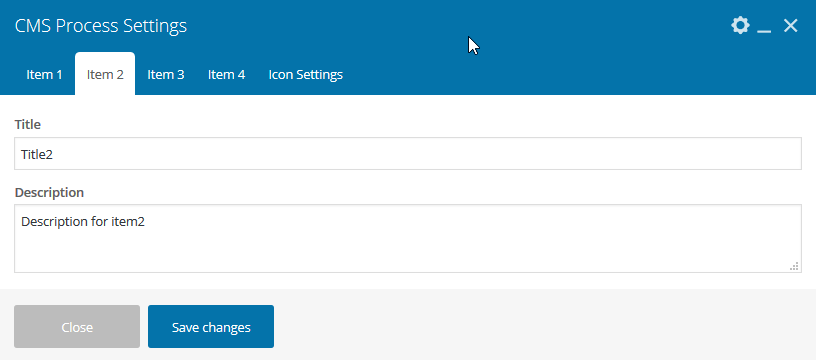 CMS Process Settings
Item 1 Item 2 Item 3 Item 4 Icon Settings
Title
Title2
Description
Description for item2
Close Save changes